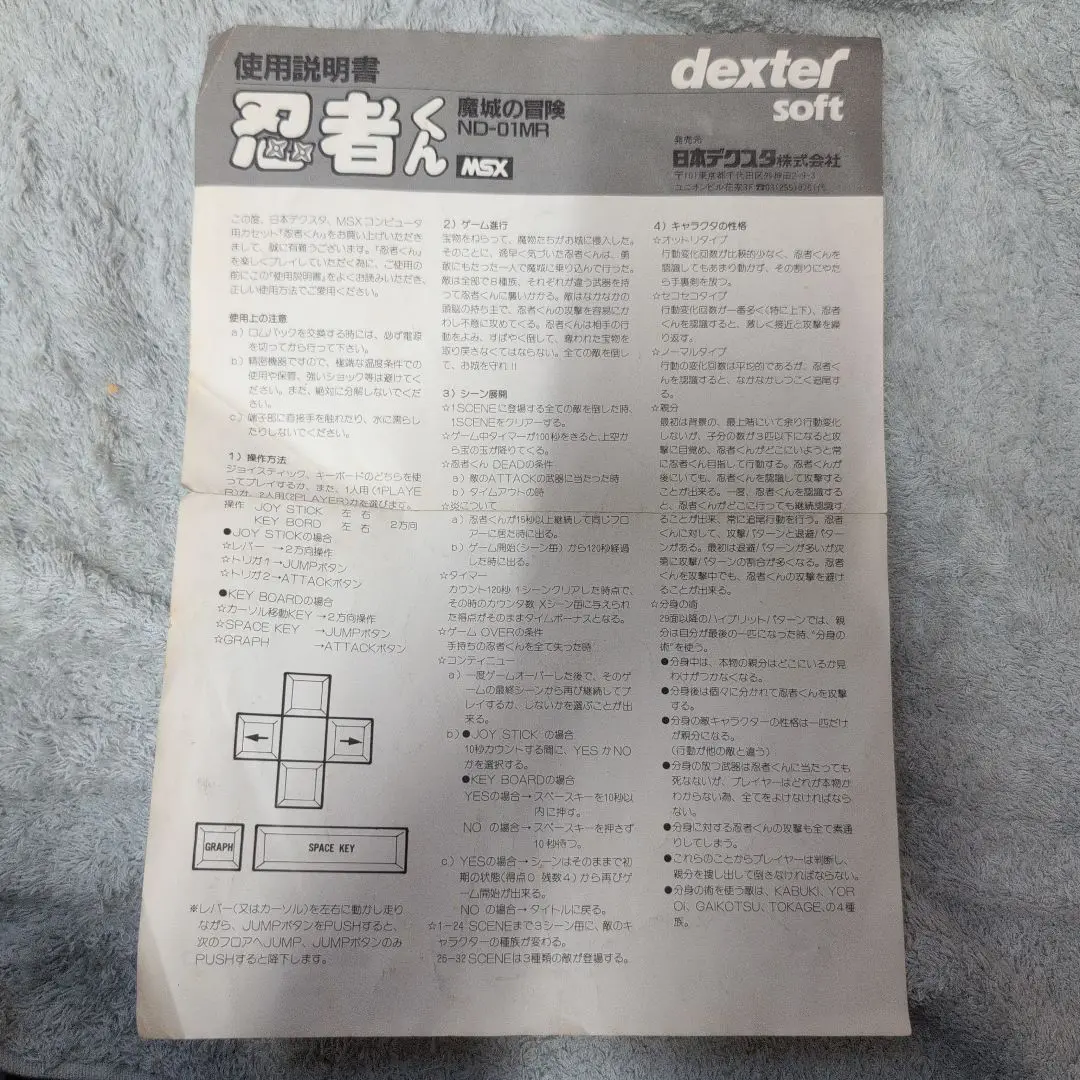 使用説明書
忍者くん
魔城の冒険
ND-01MR
MSX
dexter
soft
発売元
日本デクスタ株式会社
〒101東京都千代田区外神田2-9-3
この度、日本デクスタ、MSXコンピュータ
用カセット『忍者くん』をお買い上げいただき
まして、誠に有難うございます。『忍者くん』
を楽しくプレイしていただく為に、ご使用の
前にこの『使用説明書』をよくお読みいただき、
正しい使用方法でご愛用ください。
使用上の注意
a）ロムパックを交換する時には、必ず電源
を切ってから行って下さい。
b）精密機器ですので、極端な温度条件での
使用や保管、強いショック等は避けてく
ださい。また、絶対に分解しないでくだ
さい。
c）端子部に直接手を触れたり、水に濡らし
たりしないでください。
1）操作方法
ジョイスティック、キーボードのどちらを使
ってプレイするか、また、1人用（1PLAYE
R）か、2人用(2PLAYER)かを選びます。
操作 JOY STICK 左 右
KEY BORD 左 右 2方向
●JOY STICKの場合
☆レバー →2方向操作
☆トリガ1→JUMPボタン
☆トリガ2→ATTACKボタン
●KEY BOARDの場合
☆カーソル移動KEY→2方向操作
☆SPACE KEY →JUMPボタン
☆GRAPH →ATTACKボタン
← →
GRAPH SPACE KEY
※レバー(又はカーソル)を左右に動かし走り
ながら、JUMPボタンをPUSHすると、
次のフロアへJUMP、JUMPボタンのみ
PUSHすると降下します。
2）ゲーム進行
宝物をねらって、魔物たちがお城に侵入した。
そのことに、逸早く気づいた忍者くんは、勇
敢にもたった一人で魔城に乗り込んで行った。
敵は全部で8種族、それぞれが違う武器を持
って忍者くんに襲いかかる。敵はなかなかの
頭脳の持ち主で、忍者くんの攻撃を容易にか
わし不意に攻めてくる。忍者くんは相手の行
動をよみ、すばやく倒して、奪われた宝物を
取り戻さなくてはならない。全ての敵を倒し
て、お城を守れ!!
3）シーン展開
☆1SCENEに登場する全ての敵を倒した時、
1SCENEをクリアーする。
☆ゲーム中タイマーが100秒をきると、上空か
ら宝の玉が降りてくる。
☆忍者くん DEADの条件
a）敵のATTACKの武器に当たった時
b）タイムアウトの時
☆炎について
a）忍者くんが15秒以上継続して同じフロ
アーに居た時に出る。
b）ゲーム開始(シーン毎)から120秒経過
した時に出る。
☆タイマー
カウント120秒 1シーンクリアした時点で、
その時のカウンタ数Xシーン毎に与えられ
た得点がそのままタイムボーナスとなる。
☆ゲーム OVERの条件
手持ちの忍者くんを全て失った時
☆コンティニュー
a）一度ゲームオーバーした後で、そのゲ
ームの最終シーンから再び継続してプ
レイするか、しないかを選ぶことが出
来る。
b）●JOY STICK の場合
10秒カウントする間に、YESかNO
かを選択する。
●KEY BOARDの場合
YESの場合→スペースキーを10秒以
内に押す。
NO の場合→スペースキーを押さず
10秒待つ。
c）YESの場合→シーンはそのままで初
期の状態(得点0 残数4)から再びゲ
ーム開始が出来る。
NO の場合→タイトルに戻る。
☆1−24 SCENEまで3シーン毎に、敵のキ
ャラクターの種族が変わる。
25−32 SCENEは3種類の敵が登場する。
4）キャラクタの性格
☆オットリタイプ
行動変化回数が比較的少なく、忍者くんを
認識してもあまり動かず、その割りにやた
ら手裏剣を放つ。
☆セコセコタイプ
行動変化回数が一番多く(特に上下)、忍者
くんを認識すると、激しく接近と攻撃を繰
り返す。
☆ノーマルタイプ
行動の変化回数は平均的であるが、忍者く
んを認識すると、なかなかしつこく追尾す
る。
☆親分
最初は背景の、最上階にいて余り行動変化
しないが、子分の数が3匹以下になると攻
撃に目覚め、忍者くんがどこにいようと常
に忍者くん目指して行動する。忍者くんが
後にいても、忍者くんを認識して攻撃する
ことが出来る。一度、忍者くんを認識する
と、忍者くんがどこに行っても継続認識す
ることが出来、常に追尾行動を行う。忍者
くんに対して、攻撃パターンと退避パター
ンがある。最初は退避パターンが多いが次
第に攻撃パターンの割合が多くなる。忍者
くんを攻撃中でも、忍者くんの攻撃を避け
ることが出来る。
☆分身の術
29面以降のハイブリットパターンでは、親
分は自分が最後の一匹になった時、"分身の
術"を使う。
●分身中は、本物の親分はどこにいるか見
わけがつかなくなる。
●分身後は個々に分かれて忍者くんを攻撃
する。
●分身の敵キャラクターの性格は一匹だけ
が親分になる。
(行動が他の敵と違う)
●分身の放つ武器は忍者くんに当たっても
死なないが、プレイヤーはどれが本物か
わからない為、全てをよけなければなら
ない。
●分身に対する忍者くんの攻撃も全て素通
りしてしまう。
●これらのことからプレイヤーは判断し、
親分を捜し出して倒さなければならない。
●分身の術を使う敵は、KABUKI、YOR
OI、GAIKOTSU、TOKAGE、の4種
族。